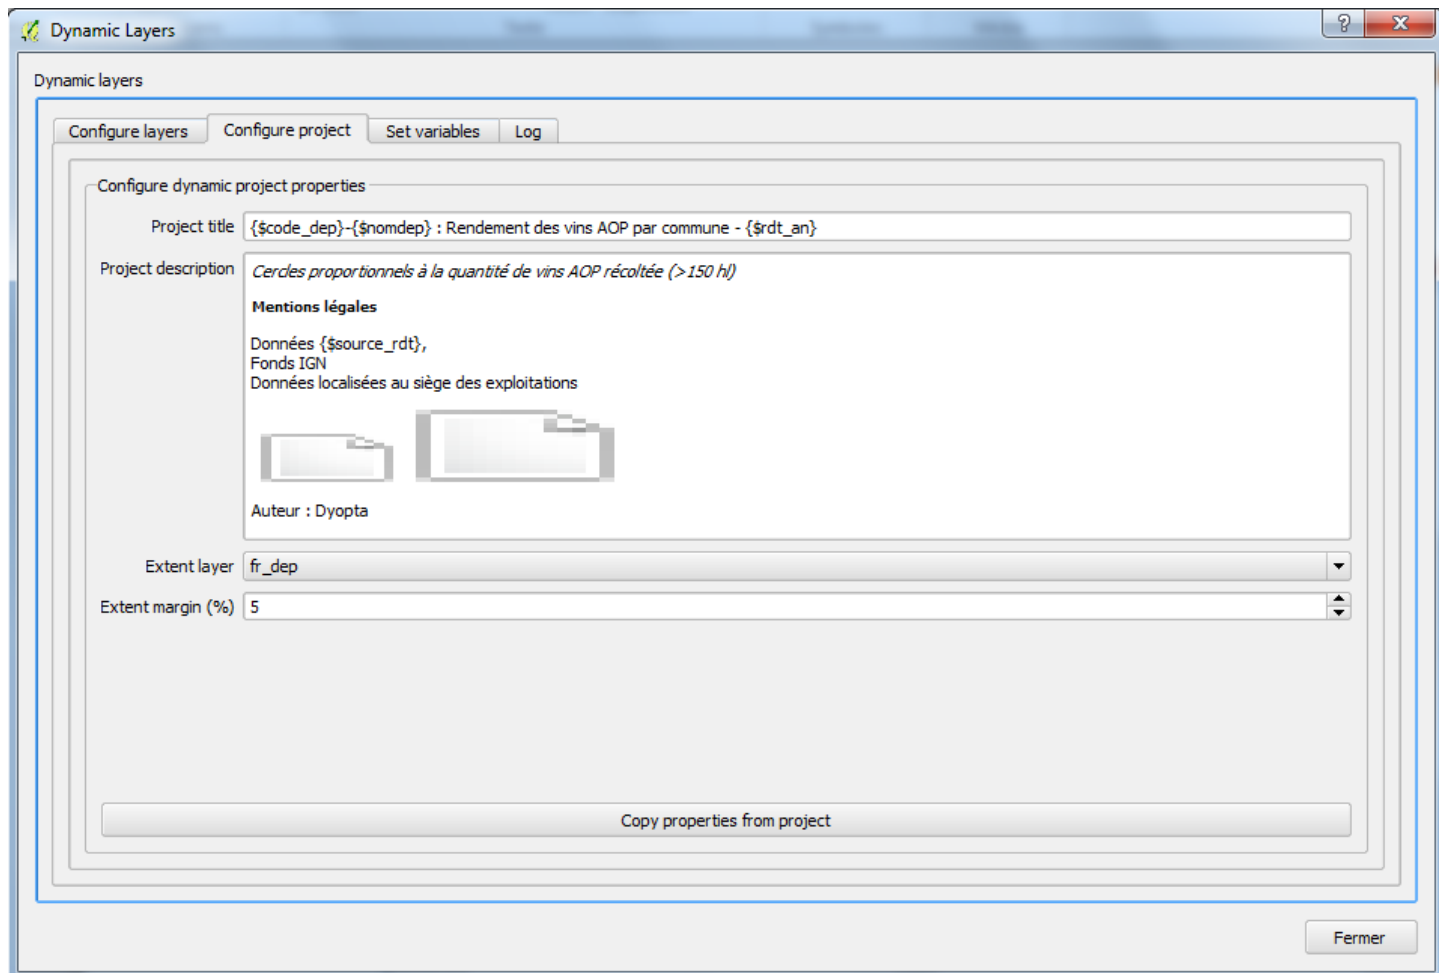 Dynamic Layers
Dynamic layers
Configure layers Configure project Set variables Log
Configure dynamic project properties
Project title {$code_dep}-{$nomdep} : Rendement des vins AOP par commune - {$rdt_an}
Project description Cercles proportionnels à la quantité de vins AOP récoltée (>150 hl)
Mentions légales
Données {$source_rdt},
Fonds IGN
Données localisées au siège des exploitations
Auteur : Dyopta
Extent layer fr_dep
Extent margin (%) 5
Copy properties from project
Fermer